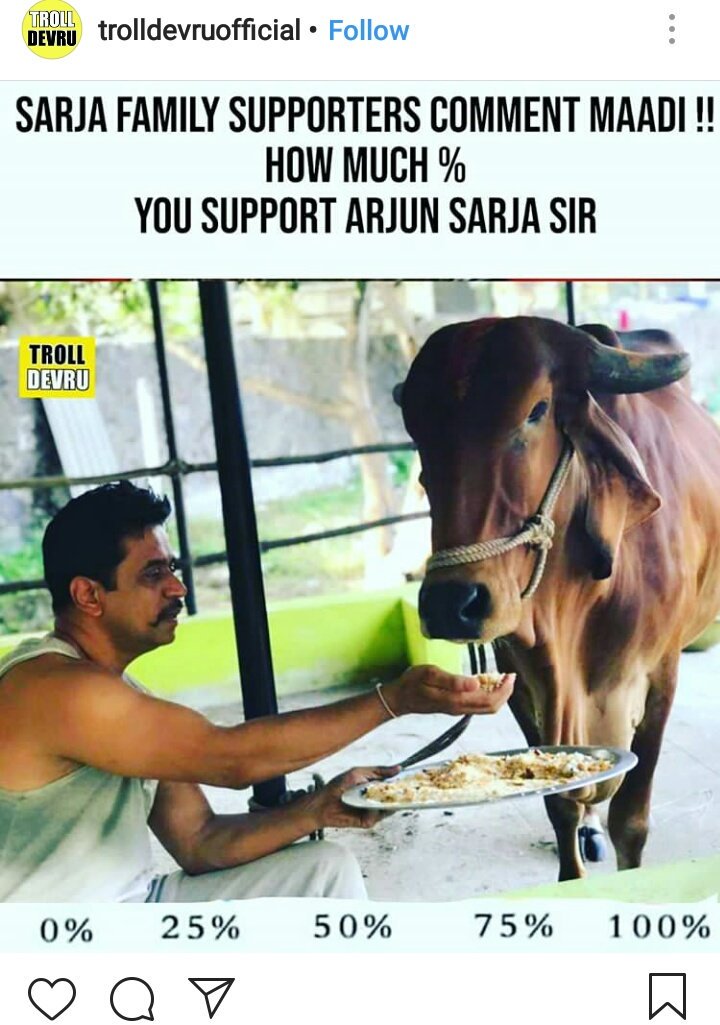 TROLL
DEVRU
trolldevruofficial • Follow
SARJA FAMILY SUPPORTERS COMMENT MAADI !!
HOW MUCH %
YOU SUPPORT ARJUN SARJA SIR
TROLL
DEVRU
0% 25% 50% 75% 100%